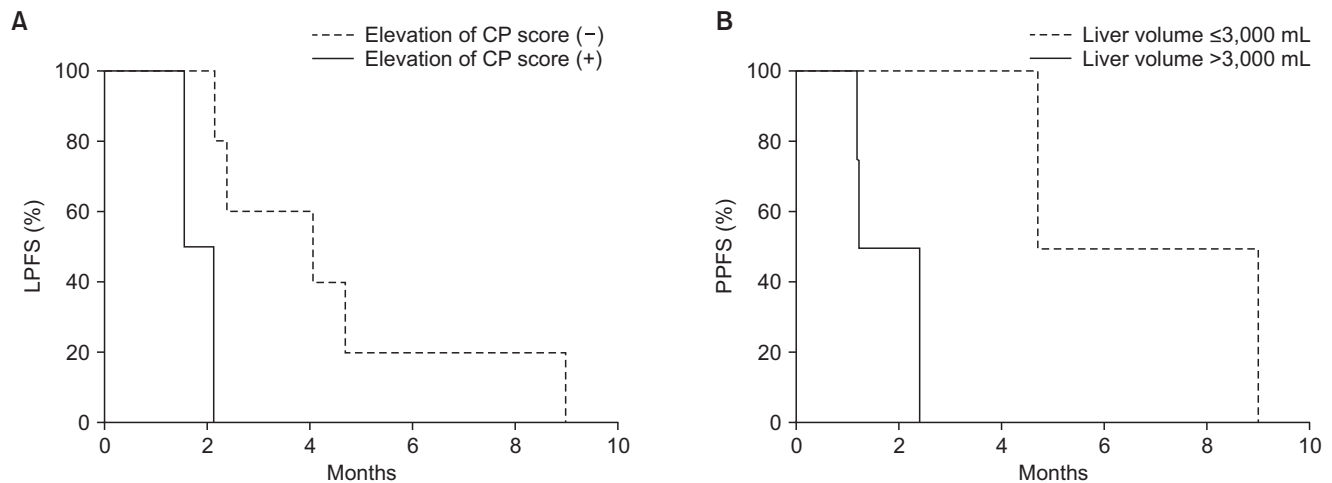 A
Elevation of CP score (−)
Elevation of CP score (+)
100
80
60
40
20
0
LPFS (%)
0 2 4 6 8 10
Months
B
Liver volume ≤3,000 mL
Liver volume >3,000 mL
100
80
60
40
20
0
PPFS (%)
0 2 4 6 8 10
Months